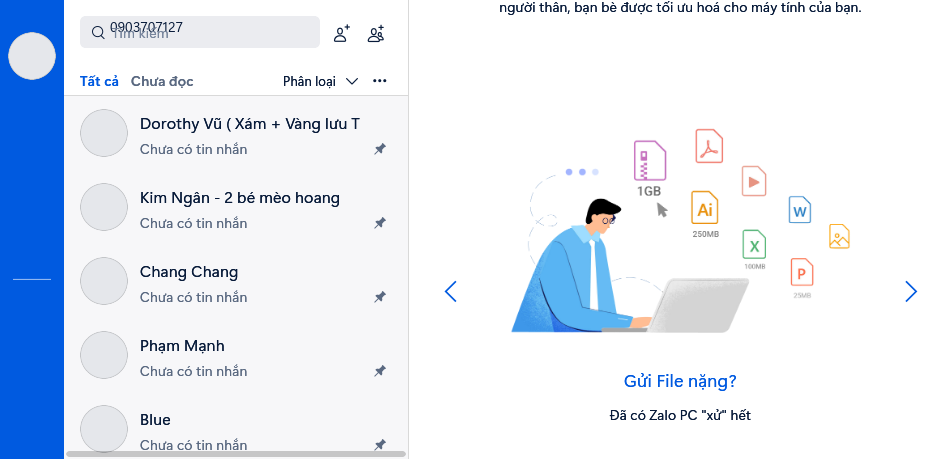 người thân, bạn bè được tối ưu hoá cho máy tính của bạn.
0903707127
Tìm kiếm
Tất cả
Chưa đọc
Phân loại
Dorothy Vũ ( Xám + Vàng lưu T
Chưa có tin nhắn
Kim Ngân - 2 bé mèo hoang
Chưa có tin nhắn
Chang Chang
Chưa có tin nhắn
Phạm Mạnh
Chưa có tin nhắn
Blue
Chưa có tin nhắn
1GB
Ai
250MB
W
X
100MB
P
25MB
Gửi File nặng?
Đã có Zalo PC "xử" hết